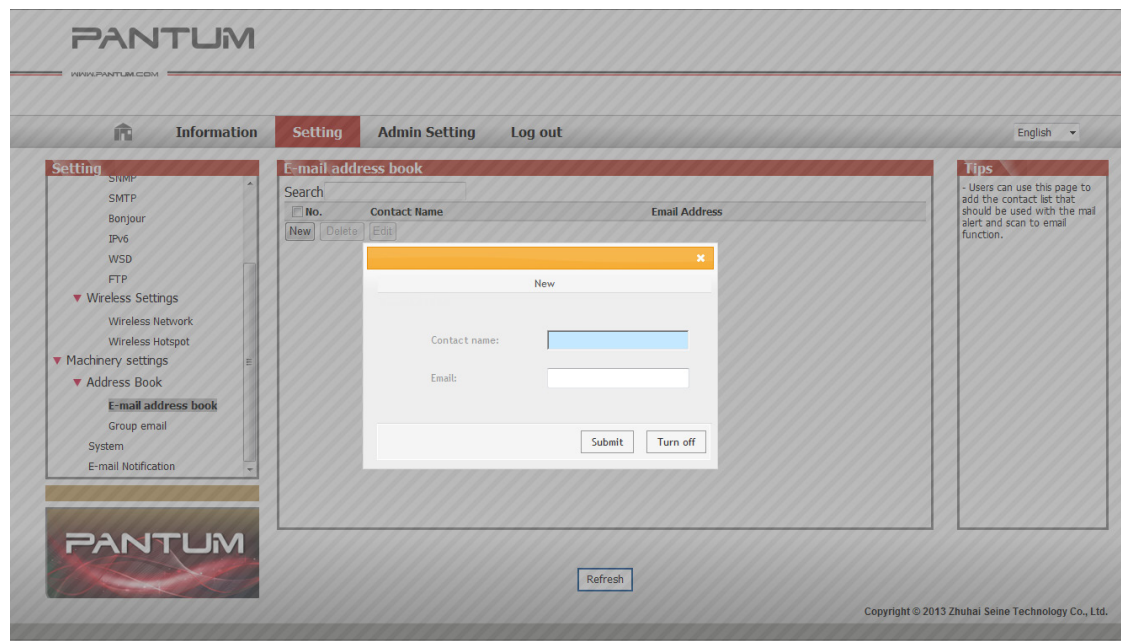 PANTUM
WWW.PANTUM.COM
Information Setting Admin Setting Log out English
Setting
SNMP
SMTP
Bonjour
IPv6
WSD
FTP
Wireless Settings
Wireless Network
Wireless Hotspot
Machinery settings
Address Book
E-mail address book
Group email
System
E-mail Notification
PANTUM
E-mail address book
Search
No. Contact Name Email Address
New Delete Edit
New
Contact name:
Email:
Submit Turn off
Refresh
Tips
- Users can use this page to
add the contact list that
should be used with the mail
alert and scan to email
function.
Copyright © 2013 Zhuhai Seine Technology Co., Ltd.